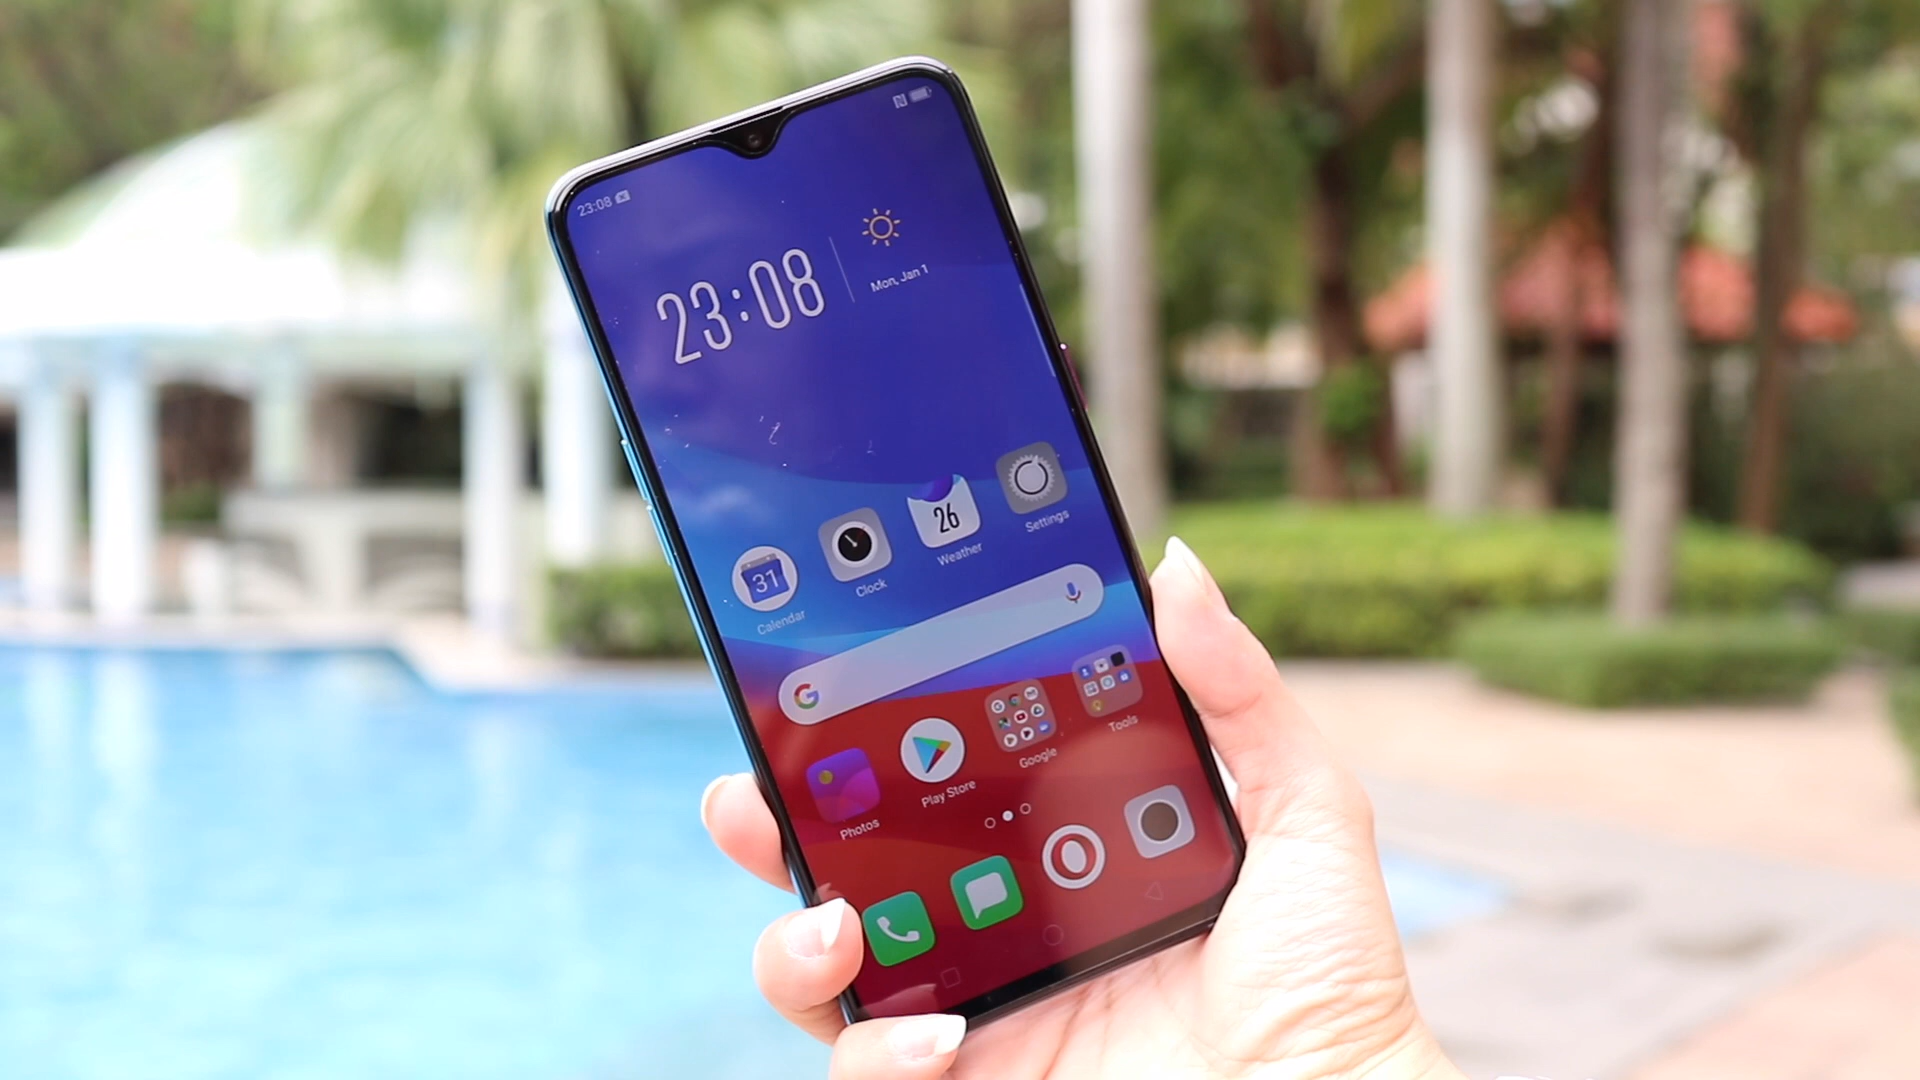 23:08
23:08
Mon, Jan 1
31
26
Calendar
Clock
Weather
Settings
G
Photos
Play Store
Google
Tools